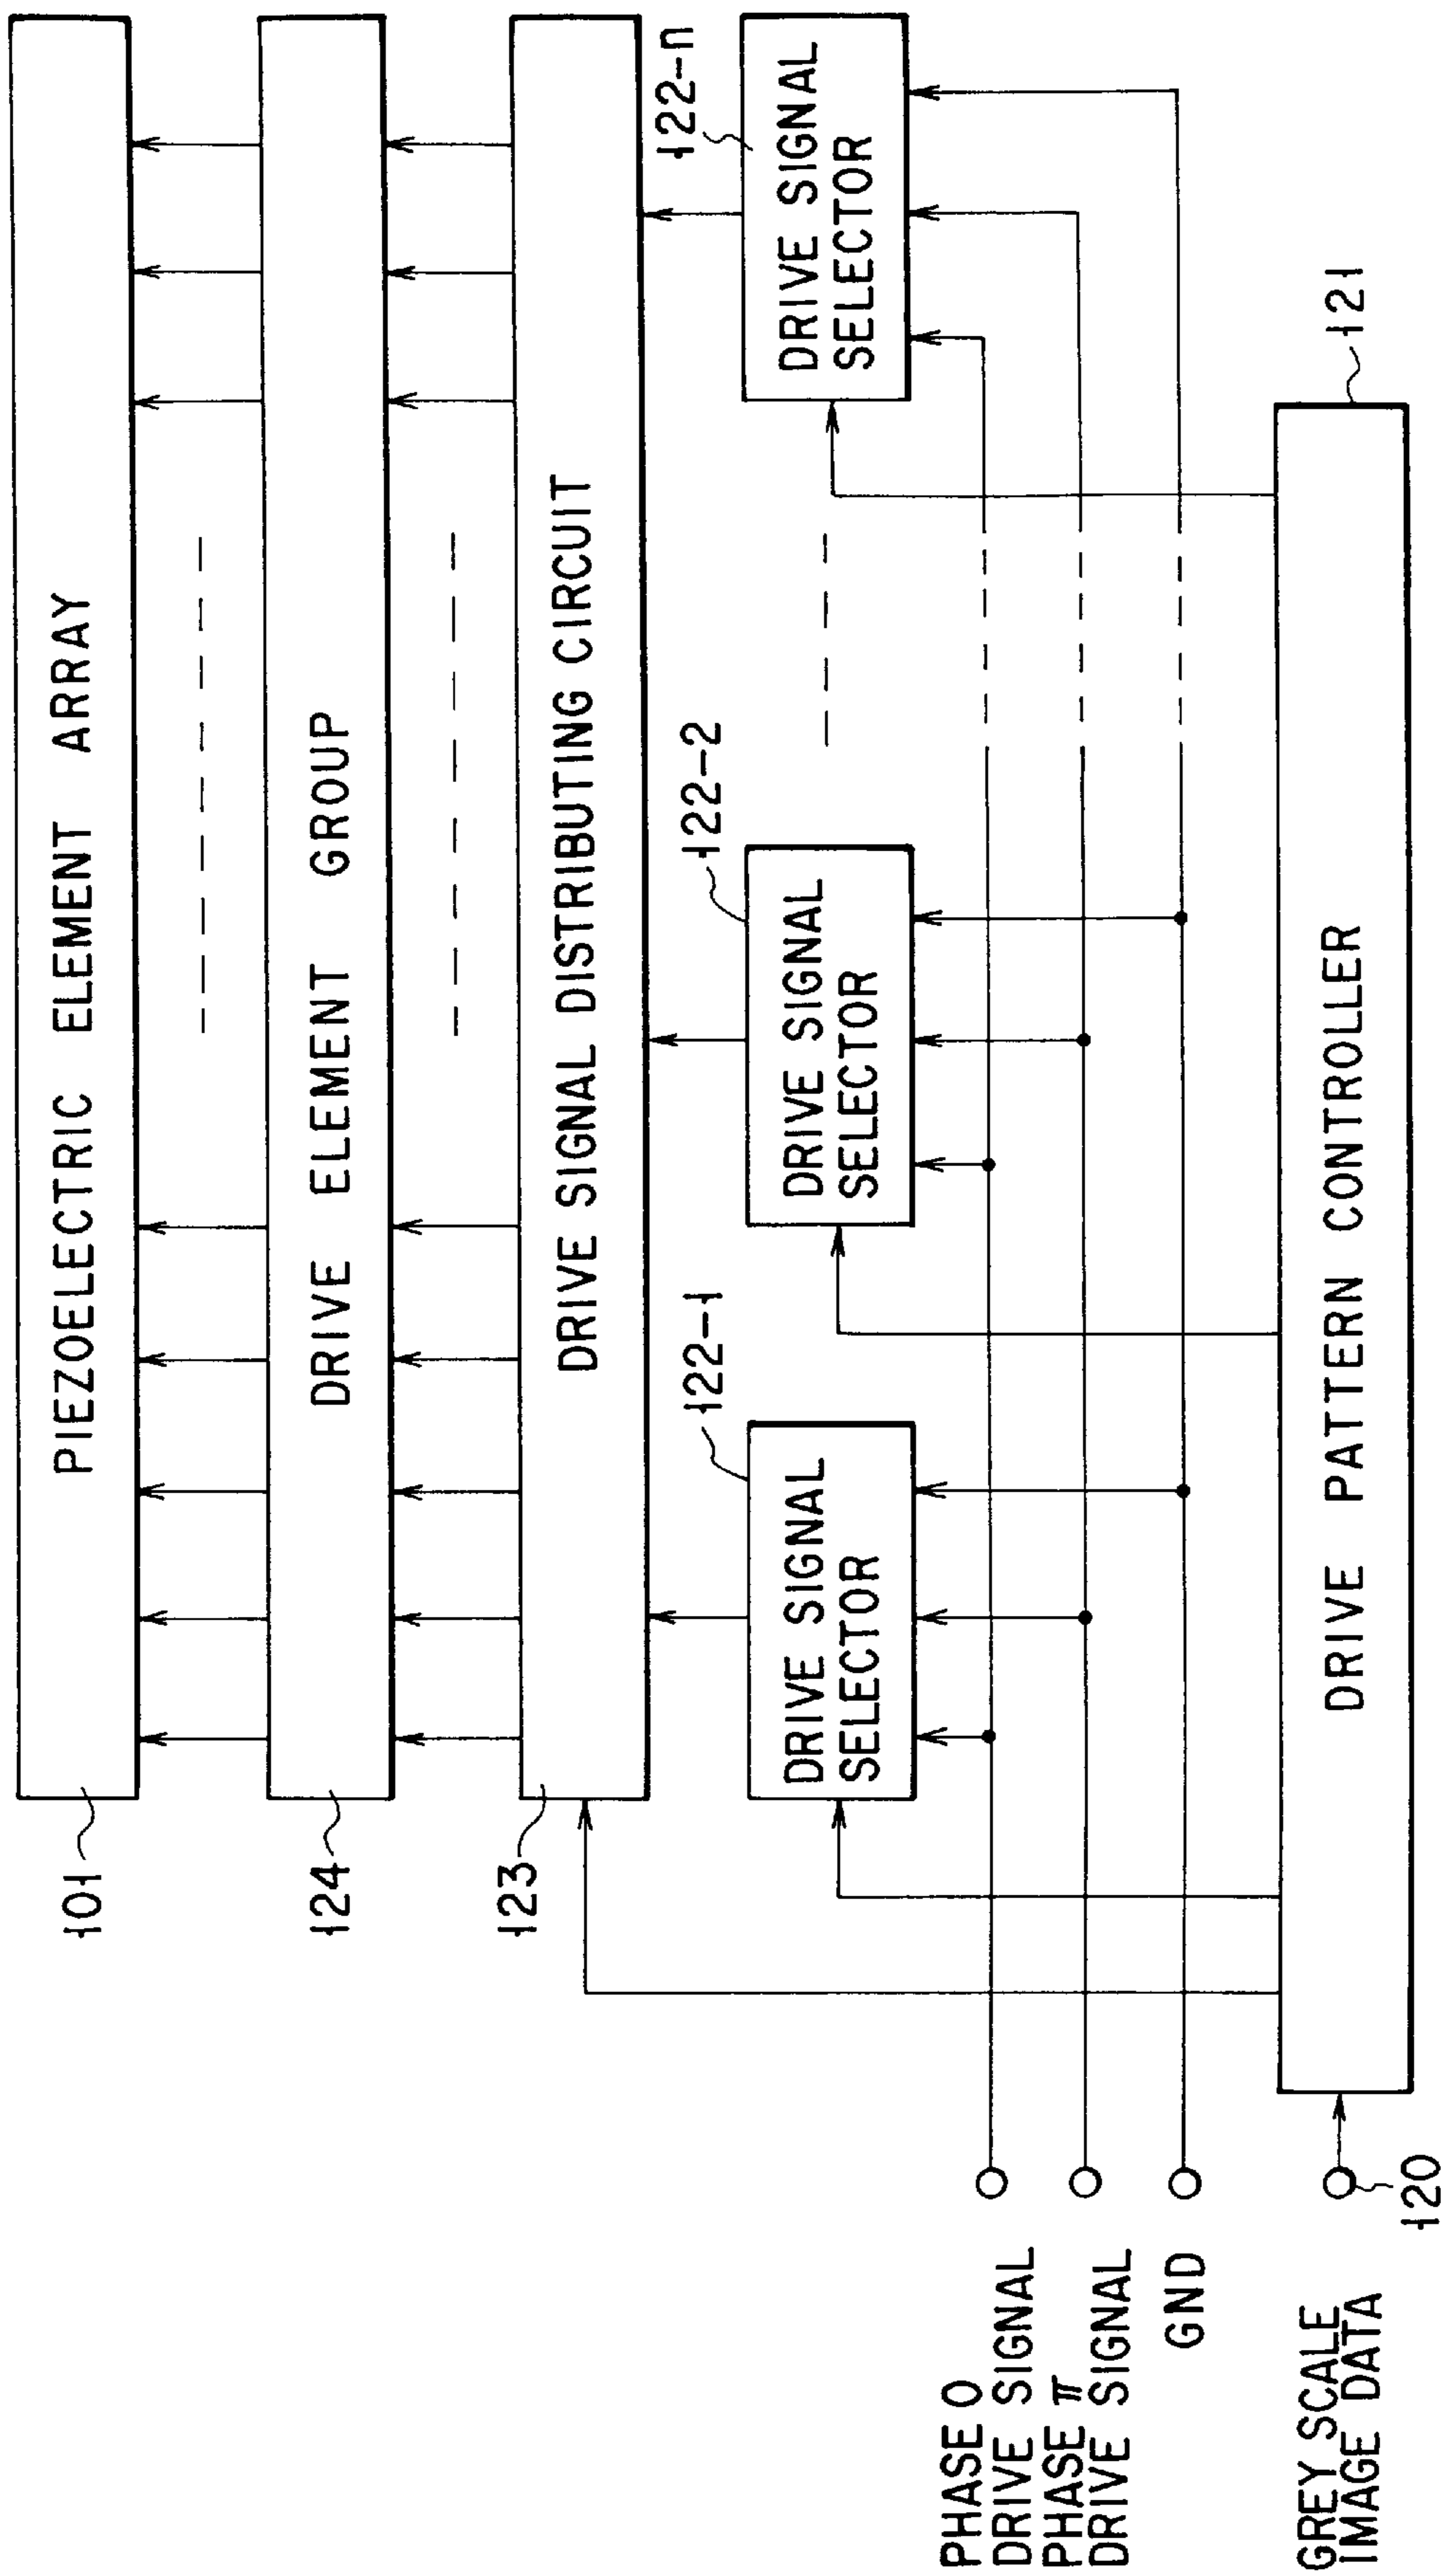 PIEZOELECTRIC ELEMENT ARRAY
101
DRIVE ELEMENT GROUP
124
DRIVE SIGNAL DISTRIBUTING CIRCUIT
123
122-1
DRIVE SIGNAL
SELECTOR
122-2
DRIVE SIGNAL
SELECTOR
122-n
DRIVE SIGNAL
SELECTOR
PHASE 0
DRIVE SIGNAL
PHASE π
DRIVE SIGNAL
GND
GREY SCALE
IMAGE DATA
120
DRIVE PATTERN CONTROLLER
121